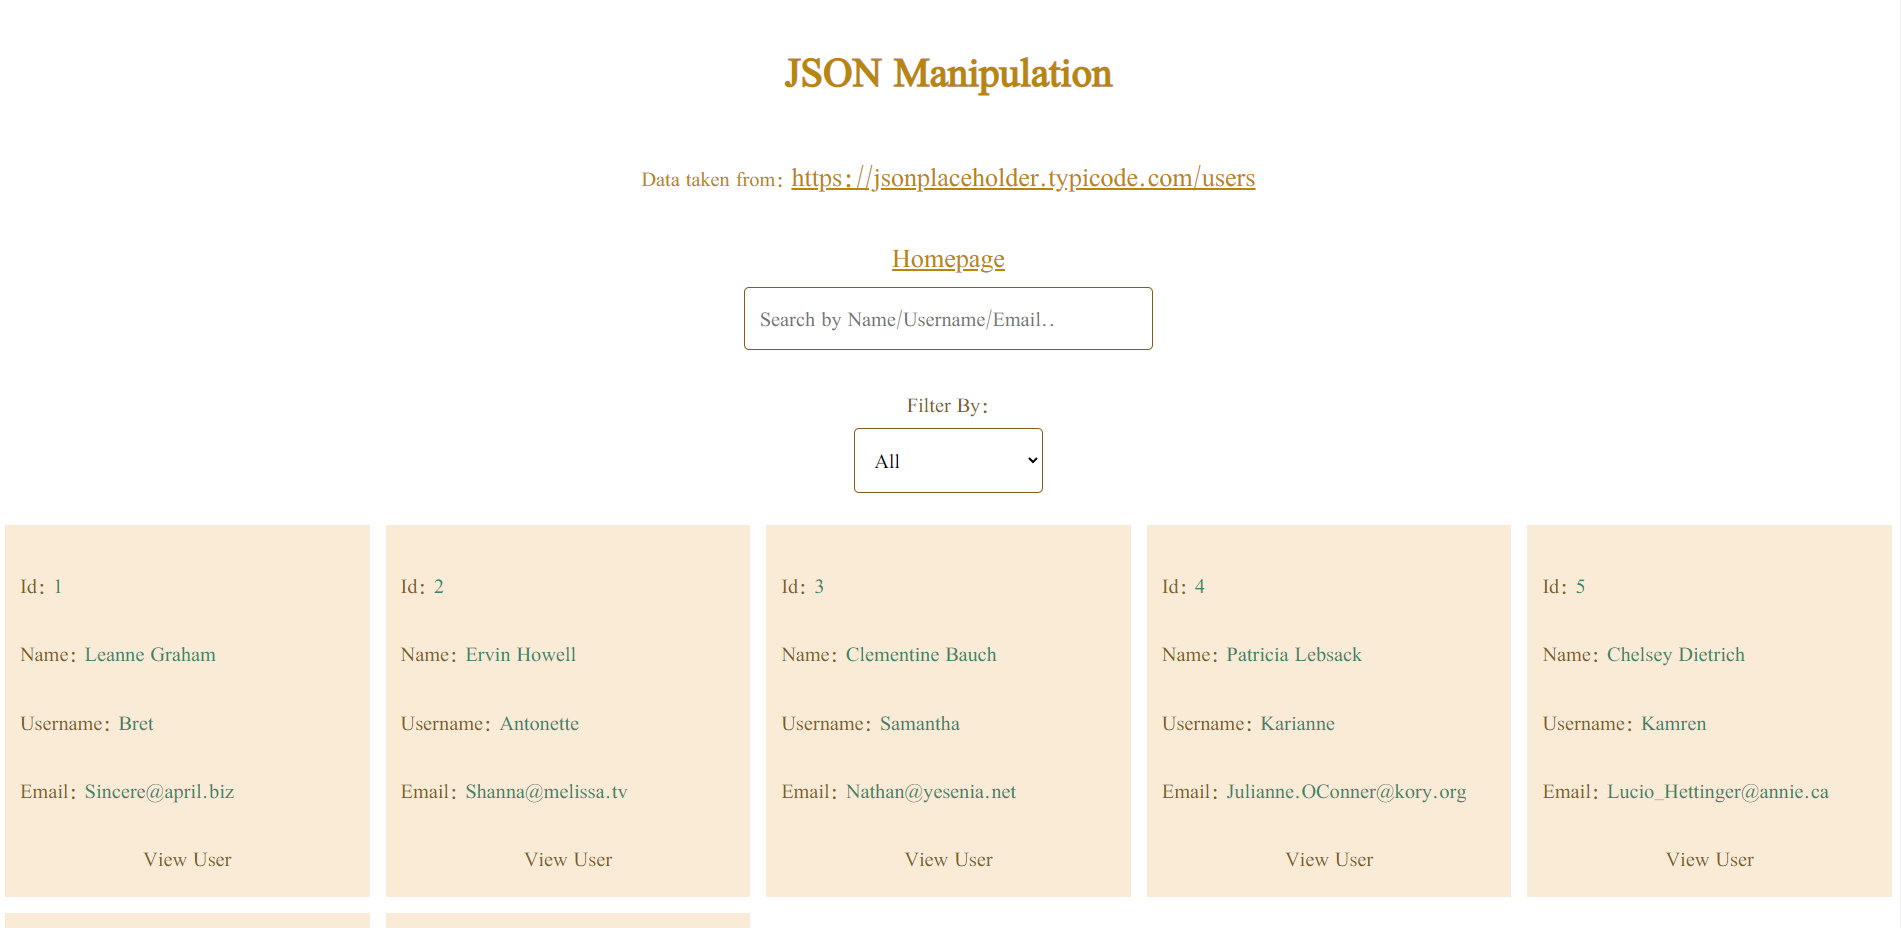 JSON Manipulation
Data taken from: https://jsonplaceholder.typicode.com/users
Homepage
Search by Name/Username/Email..
Filter By:
All
Id: 1
Name: Leanne Graham
Username: Bret
Email: Sincere@april.biz
View User
Id: 2
Name: Ervin Howell
Username: Antonette
Email: Shanna@melissa.tv
View User
Id: 3
Name: Clementine Bauch
Username: Samantha
Email: Nathan@yesenia.net
View User
Id: 4
Name: Patricia Lebsack
Username: Karianne
Email: Julianne.OConner@kory.org
View User
Id: 5
Name: Chelsey Dietrich
Username: Kamren
Email: Lucio_Hettinger@annie.ca
View User